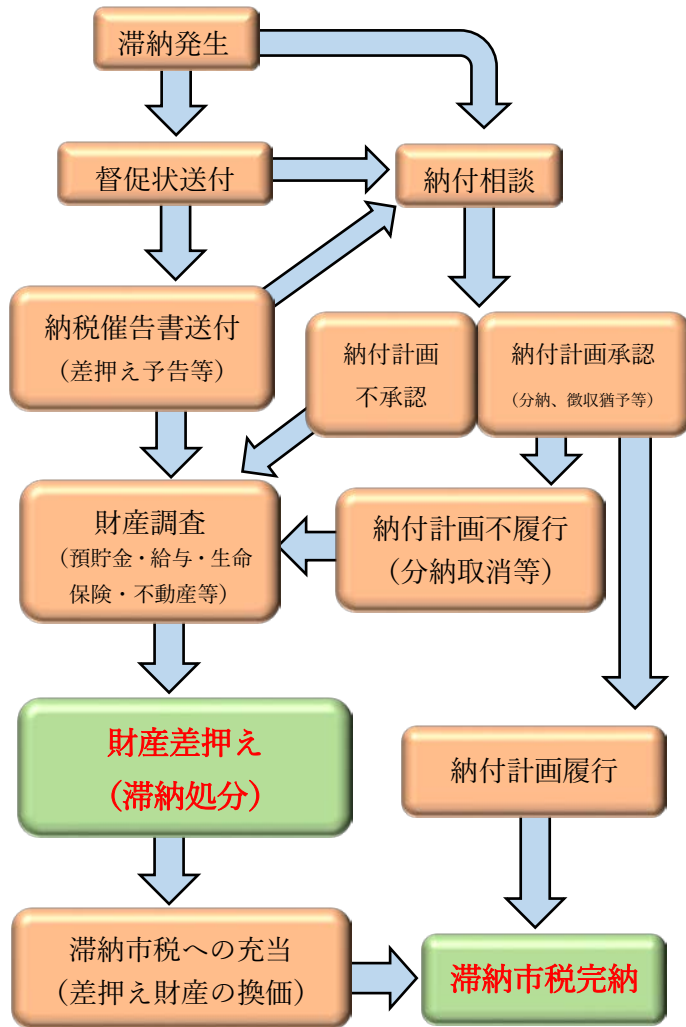 滞納発生
督促状送付
納付相談
納税催告書送付
(差押え予告等)
納付計画
不承認
納付計画承認
(分納、徴収猶予等)
財産調査
(預貯金・給与・生命
保険・不動産等)
納付計画不履行
(分納取消等)
財産差押え
(滞納処分)
納付計画履行
滞納市税への充当
(差押え財産の換価)
滞納市税完納